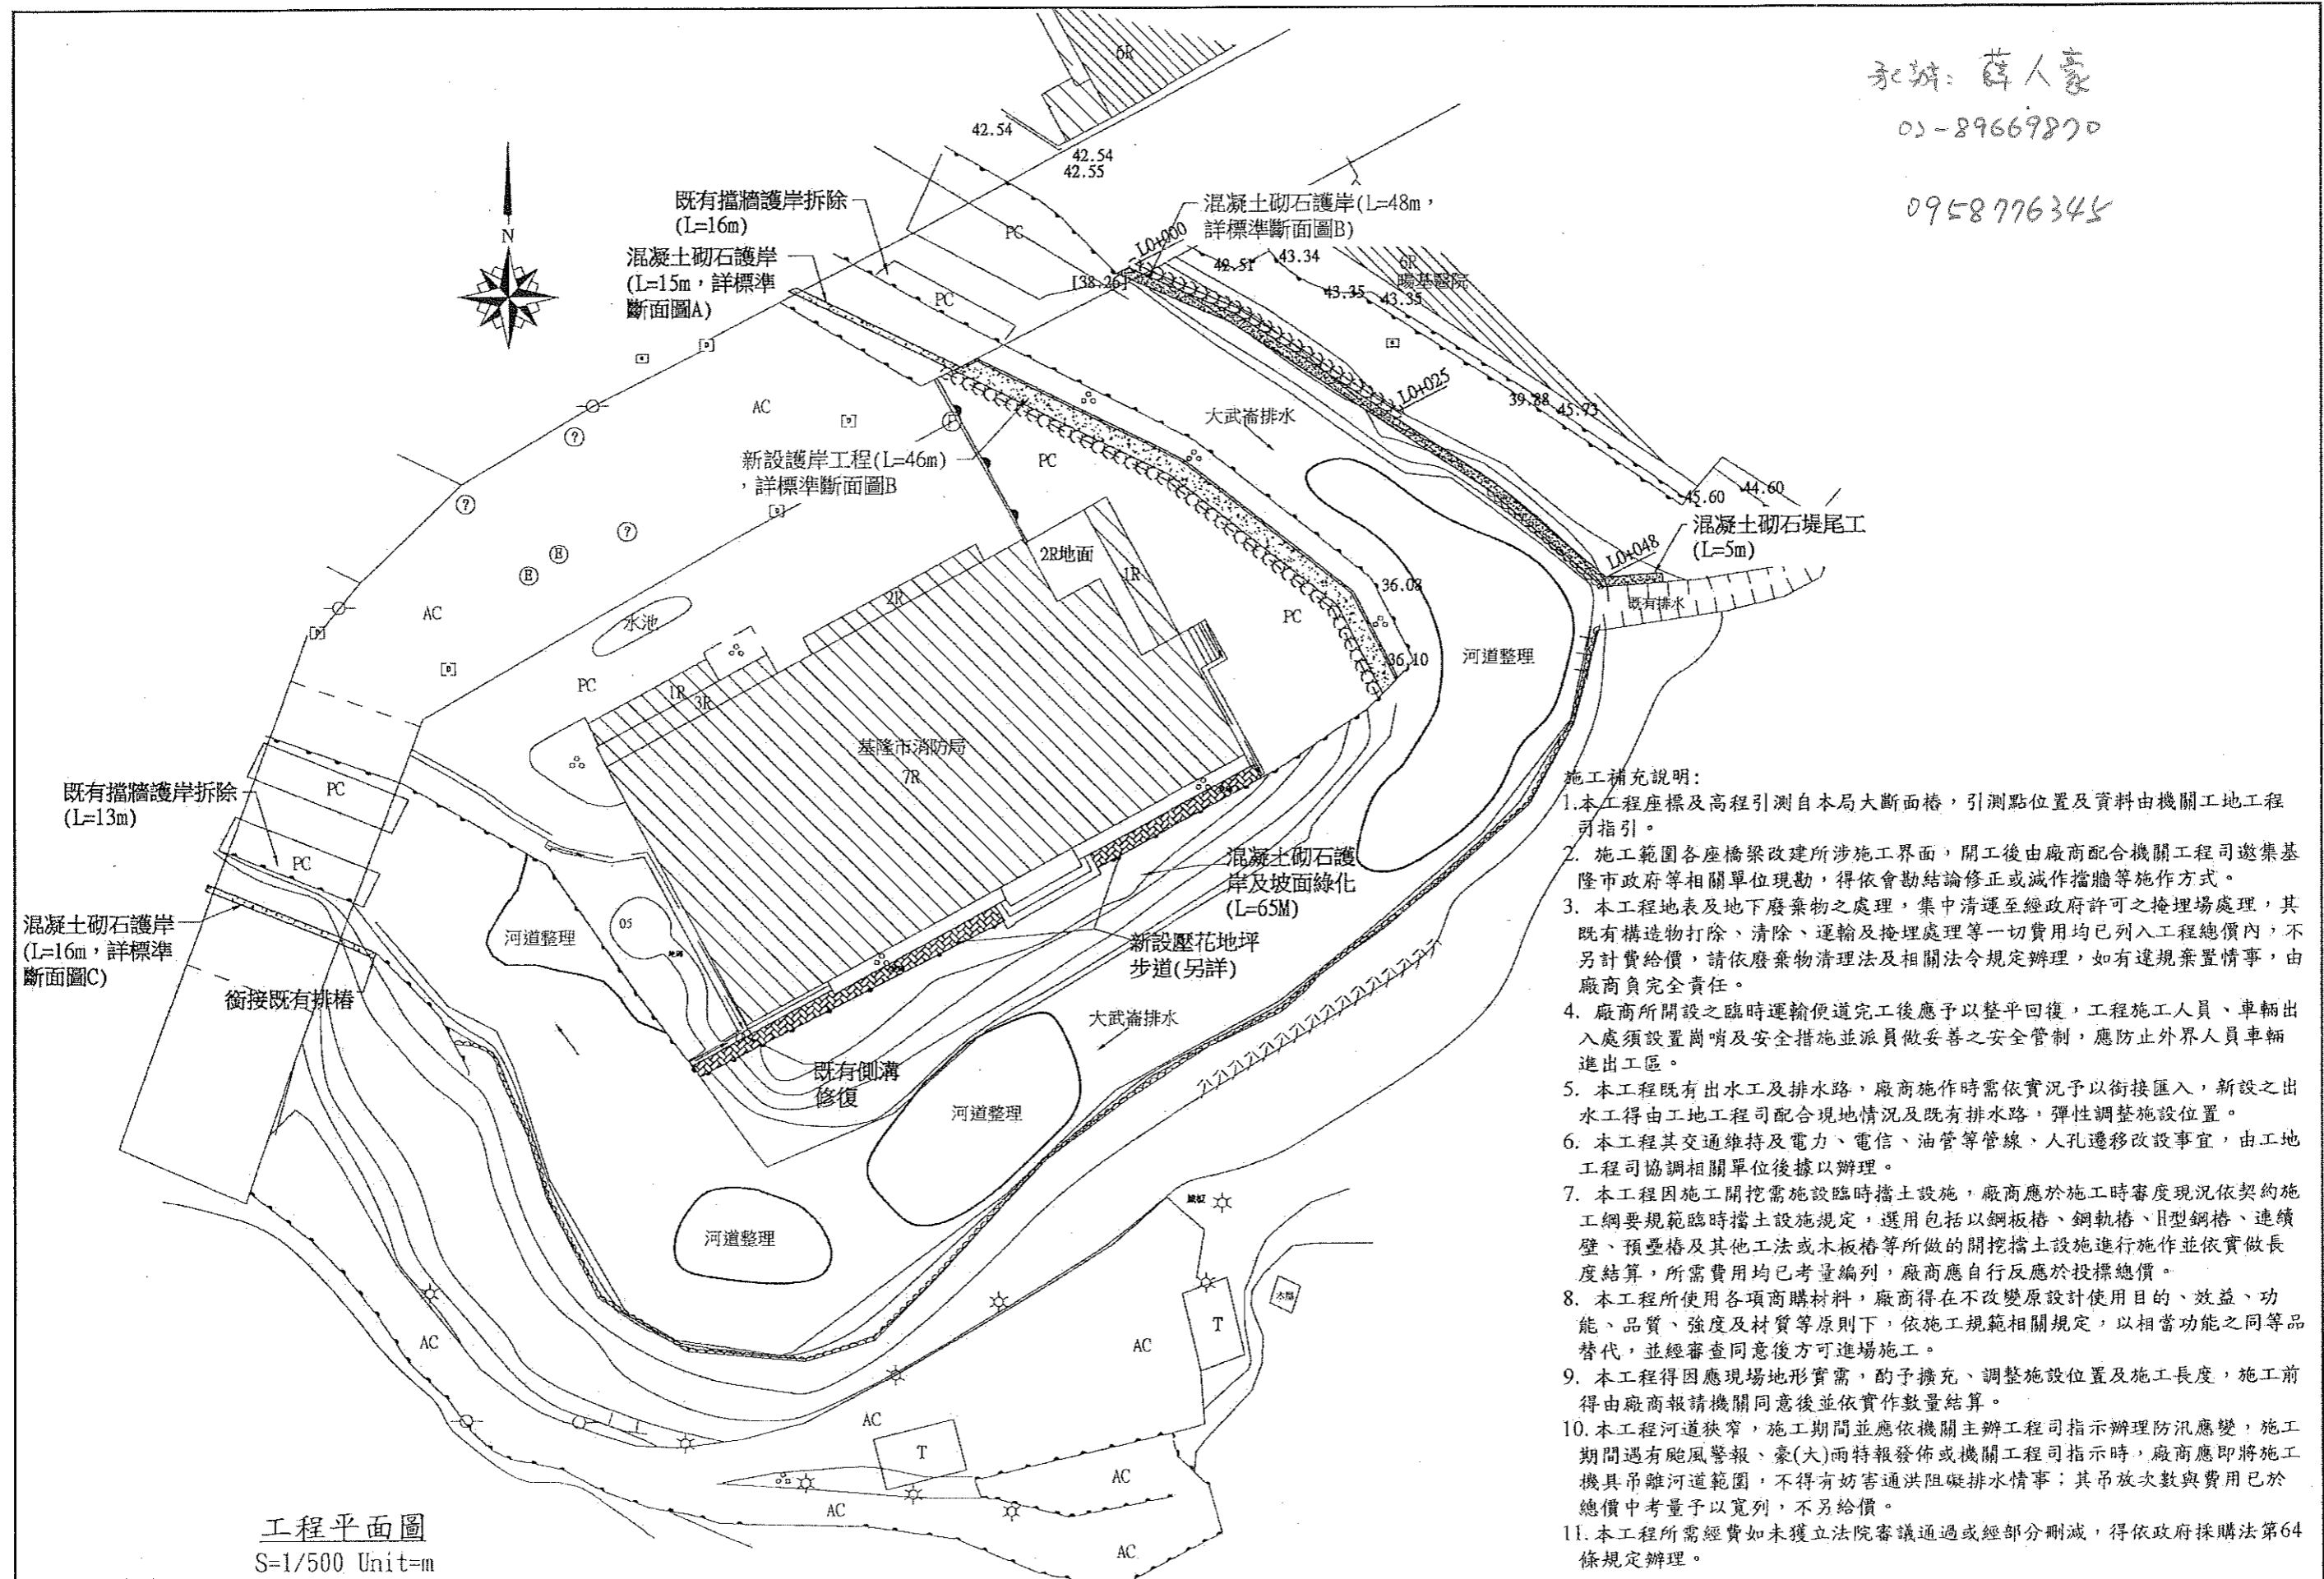 承辦: 薛人豪
02-89669870
0958776345
6R
42.54
42.54
42.55
N
既有擋牆護岸拆除
(L=16m)
混凝土砌石護岸
(L=15m，詳標準
斷面圖A)
PC
PC
混凝土砌石護岸(L=48m，
詳標準斷面圖B)
L0+000
[38.26]
42.51
43.34
6R
暘基醫院
43.35
43.35
L0+025
39.88
45.73
大武崙排水
AC
新設護岸工程(L=46m)
，詳標準斷面圖B
PC
45.60
44.60
混凝土砌石堤尾工
(L=5m)
L0+048
既有排水
2R地面
1R
2R
36.08
PC
36.10
河道整理
AC
水池
PC
1R
3R
基隆市消防局
7R
既有擋牆護岸拆除
(L=13m)
PC
PC
混凝土砌石護岸
(L=16m，詳標準
斷面圖C)
銜接既有排樁
河道整理
05
混凝土砌石護
岸及坡面綠化
(L=65M)
新設壓花地坪
步道(另詳)
大武崙排水
既有側溝
修復
河道整理
河道整理
AC
T
AC
AC
T
AC
AC
AC
工程平面圖
S=1/500 Unit=m
施工補充說明:
1.本工程座標及高程引測自本局大斷面樁，引測點位置及資料由機關工地工程
司指引。
2. 施工範圍各座橋梁改建所涉施工界面，開工後由廠商配合機關工程司邀集基
隆市政府等相關單位現勘，得依會勘結論修正或減作擋牆等施作方式。
3. 本工程地表及地下廢棄物之處理，集中清運至經政府許可之掩埋場處理，其
既有構造物打除、清除、運輸及掩埋處理等一切費用均已列入工程總價內，不
另計費給價，請依廢棄物清理法及相關法令規定辦理，如有違規棄置情事，由
廠商負完全責任。
4. 廠商所開設之臨時運輸便道完工後應予以整平回復，工程施工人員、車輛出
入處須設置崗哨及安全措施並派員做妥善之安全管制，應防止外界人員車輛
進出工區。
5. 本工程既有出水工及排水路，廠商施作時需依實況予以銜接匯入，新設之出
水工得由工地工程司配合現地情況及既有排水路，彈性調整施設位置。
6. 本工程其交通維持及電力、電信、油管等管線、人孔遷移改設事宜，由工地
工程司協調相關單位後據以辦理。
7. 本工程因施工開挖需施設臨時擋土設施，廠商應於施工時審度現況依契約施
工綱要規範臨時擋土設施規定，選用包括以鋼板樁、鋼軌樁、H型鋼樁、連續
壁、預壘樁及其他工法或木板樁等所做的開挖擋土設施進行施作並依實做長
度結算，所需費用均已考量編列，廠商應自行反應於投標總價。
8. 本工程所使用各項商購材料，廠商得在不改變原設計使用目的、效益、功
能、品質、強度及材質等原則下，依施工規範相關規定，以相當功能之同等品
替代，並經審查同意後方可進場施工。
9. 本工程得因應現場地形實需，酌予擴充、調整施設位置及施工長度，施工前
得由廠商報請機關同意後並依實作數量結算。
10.本工程河道狹窄，施工期間並應依機關主辦工程司指示辦理防汛應變，施工
期間遇有颱風警報、豪(大)雨特報發佈或機關工程司指示時，廠商應即將施工
機具吊離河道範圍，不得有妨害通洪阻礙排水情事；其吊放次數與費用已於
總價中考量予以寬列，不另給價。
11.本工程所需經費如未獲立法院審議通過或經部分刪減，得依政府採購法第64
條規定辦理。